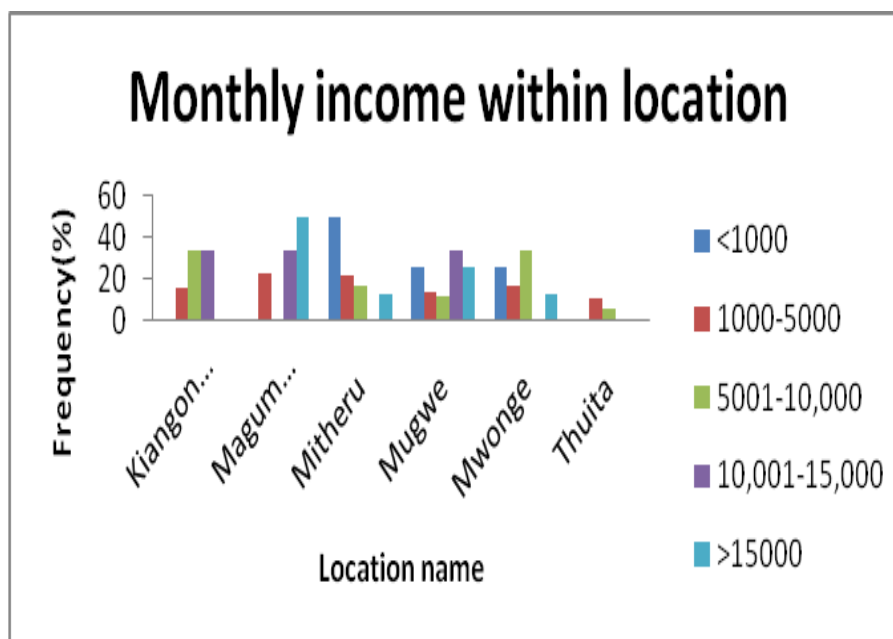 Monthly income within location
Frequency(%)
60
40
20
0
Kiangon...
Magum...
Mitheru
Mugwe
Mwonge
Thuita
Location name
<1000
1000-5000
5001-10,000
10,001-15,000
>15000